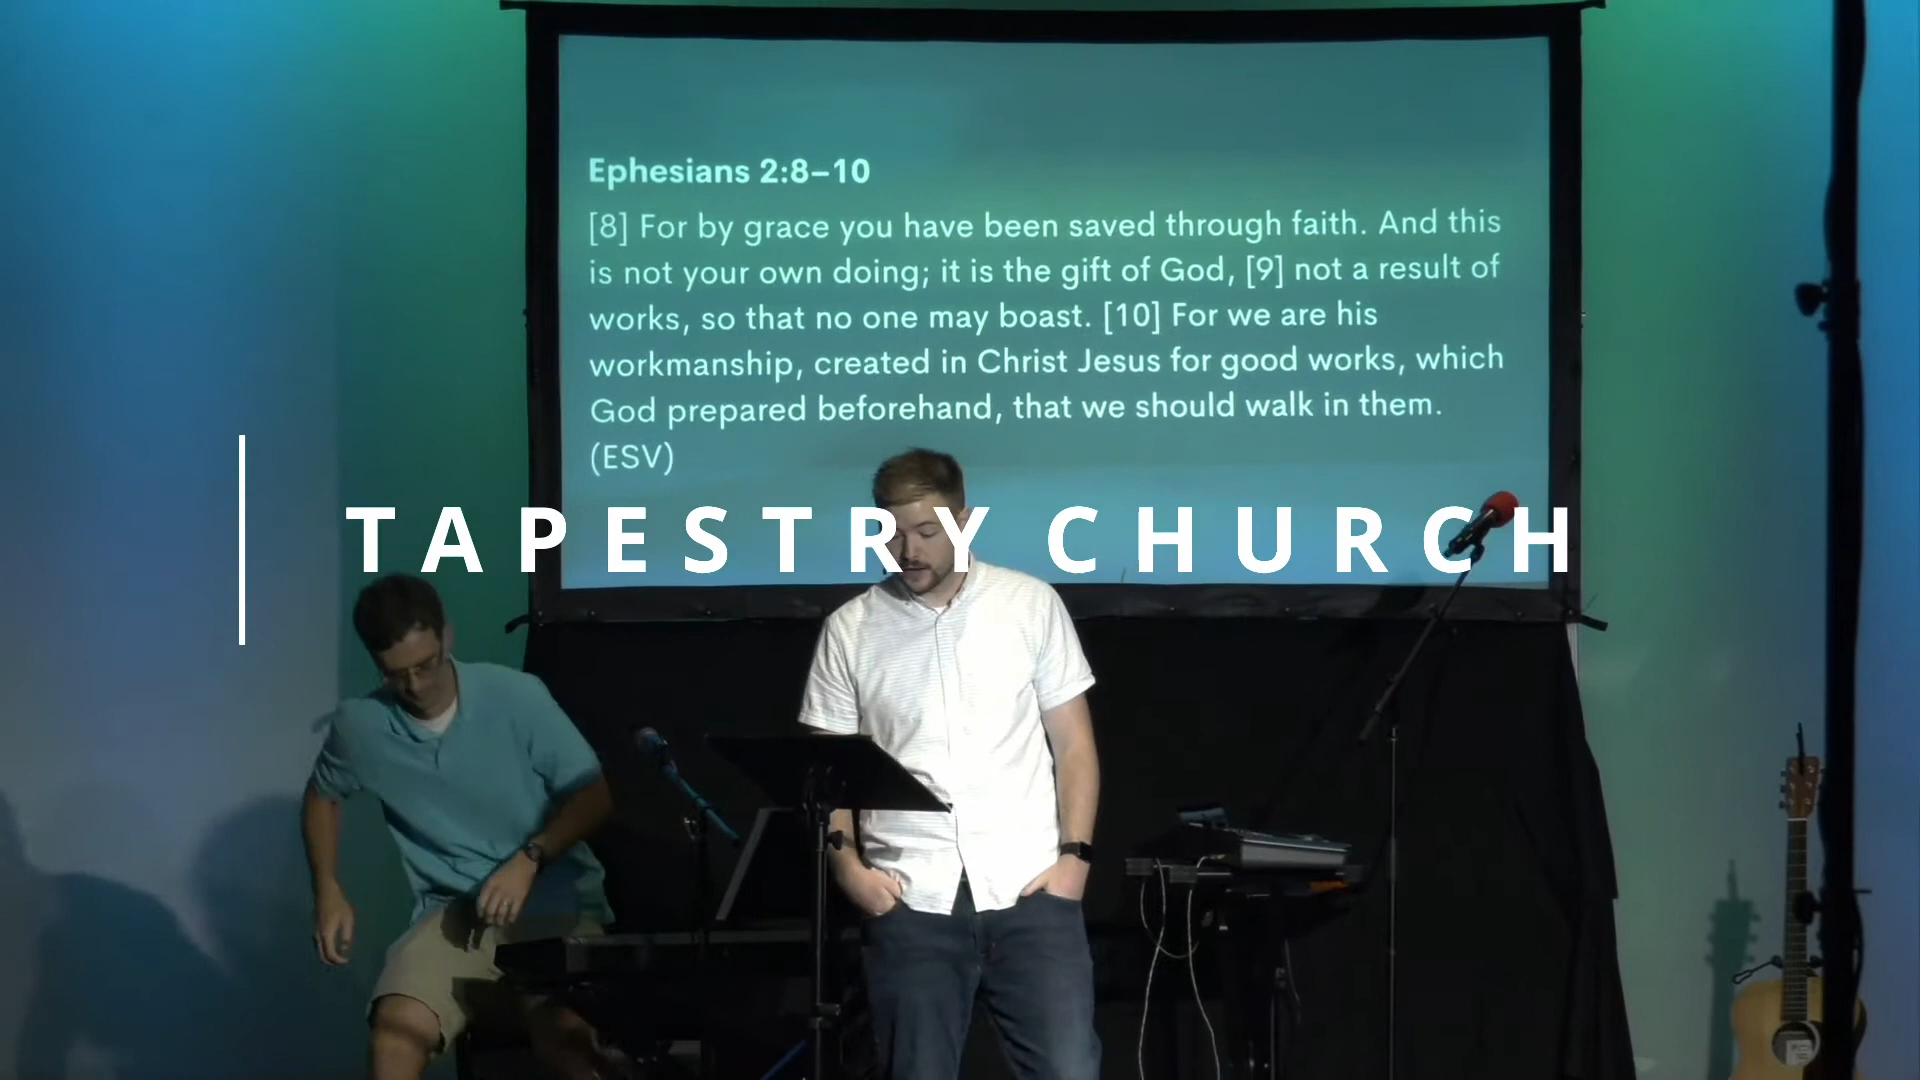 Ephesians 2:8–10
[8] For by grace you have been saved through faith. And this
is not your own doing; it is the gift of God, [9] not a result of
works, so that no one may boast. [10] For we are his
workmanship, created in Christ Jesus for good works, which
God prepared beforehand, that we should walk in them.
(ESV)
TAPESTRY CHURCH